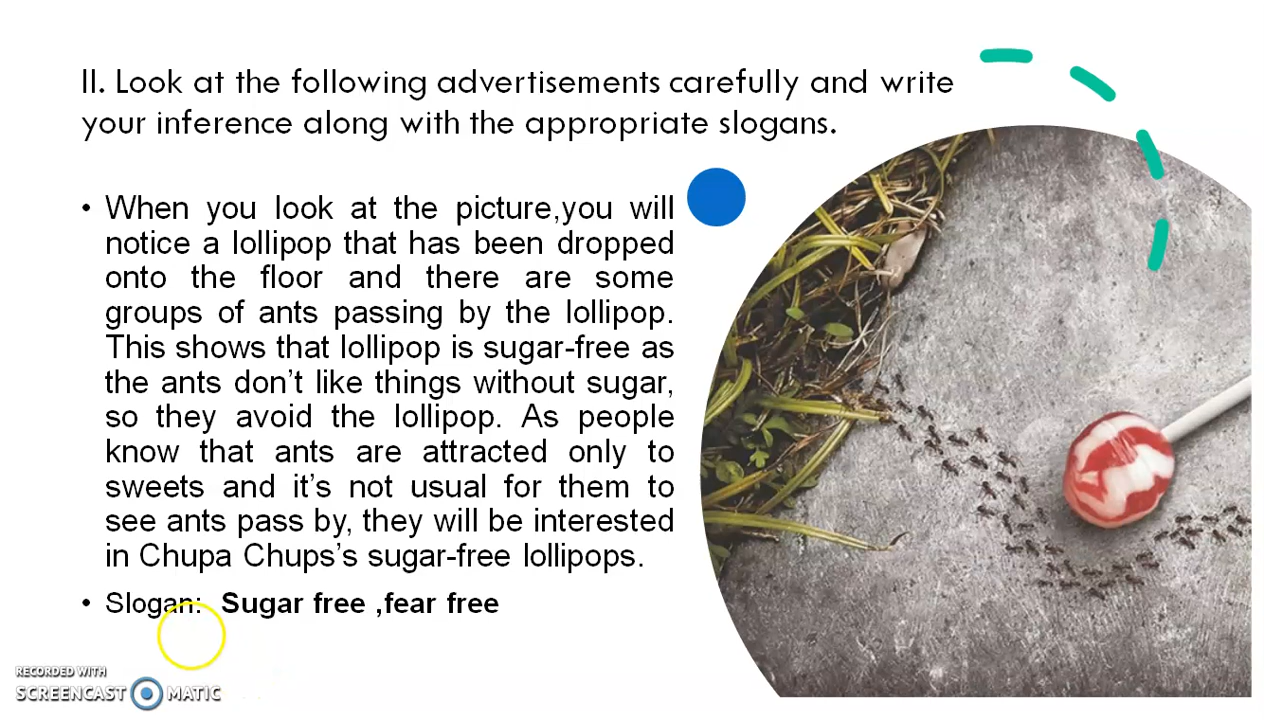 II. Look at the following advertisements carefully and write
your inference along with the appropriate slogans.
• When you look at the picture,you will
notice a lollipop that has been dropped
onto the floor and there are some
groups of ants passing by the lollipop.
This shows that lollipop is sugar-free as
the ants don’t like things without sugar,
so they avoid the lollipop. As people
know that ants are attracted only to
sweets and it’s not usual for them to
see ants pass by, they will be interested
in Chupa Chups’s sugar-free lollipops.
• Slogan: Sugar free ,fear free
RECORDED WITH
SCREENCAST MATIC